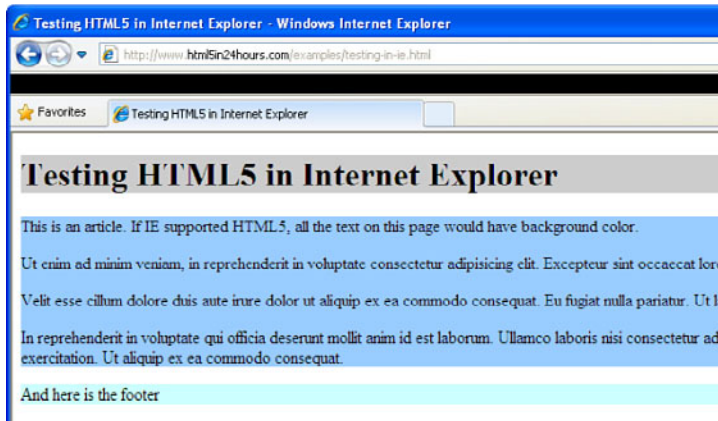 Testing HTML5 in Internet Explorer - Windows Internet Explorer
http://www.html5in24hours.com/examples/testing-in-ie.html
Favorites Testing HTML5 in Internet Explorer
Testing HTML5 in Internet Explorer
This is an article. If IE supported HTML5, all the text on this page would have background color.
Ut enim ad minim veniam, in reprehenderit in voluptate consectetur adipisicing elit. Excepteur sint occaecat lor
Velit esse cillum dolore duis aute irure dolor ut aliquip ex ea commodo consequat. Eu fugiat nulla pariatur. Ut l
In reprehenderit in voluptate qui officia deserunt mollit anim id est laborum. Ullamco laboris nisi consectetur ad
exercitation. Ut aliquip ex ea commodo consequat.
And here is the footer